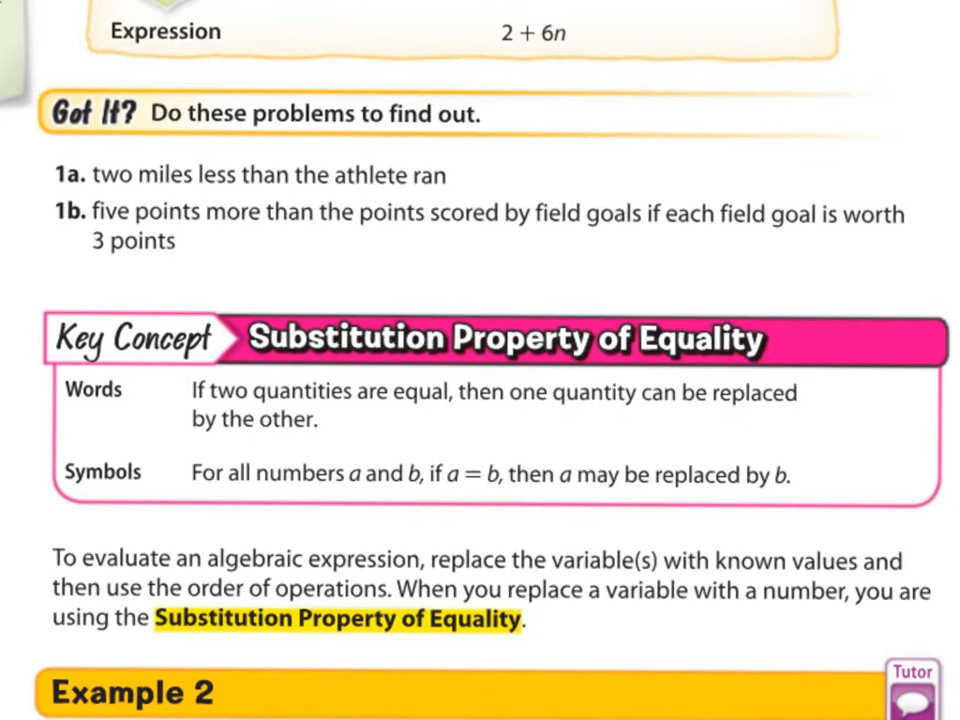 Expression 2 + 6n
Got It? Do these problems to find out.
1a. two miles less than the athlete ran
1b. five points more than the points scored by field goals if each field goal is worth
3 points
Key Concept Substitution Property of Equality
Words If two quantities are equal, then one quantity can be replaced
by the other.
Symbols For all numbers a and b, if a = b, then a may be replaced by b.
To evaluate an algebraic expression, replace the variable(s) with known values and
then use the order of operations. When you replace a variable with a number, you are
using the Substitution Property of Equality.
Tutor
Example 2